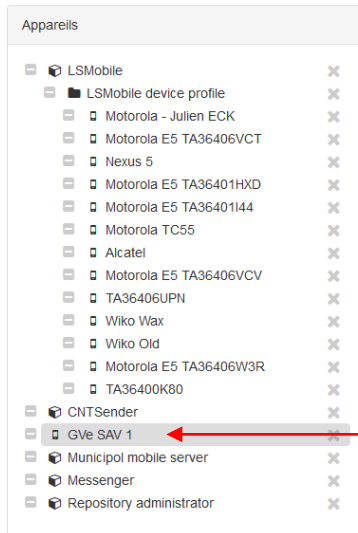 Appareils
LSMobile
LSMobile device profile
Motorola - Julien ECK
Motorola E5 TA36406VCT
Nexus 5
Motorola E5 TA36401HXD
Motorola E5 TA36401I44
Motorola TC55
Alcatel
Motorola E5 TA36406VCV
TA36406UPN
Wiko Wax
Wiko Old
Motorola E5 TA36406W3R
TA36400K80
CNTSender
GVe SAV 1
Municipol mobile server
Messenger
Repository administrator